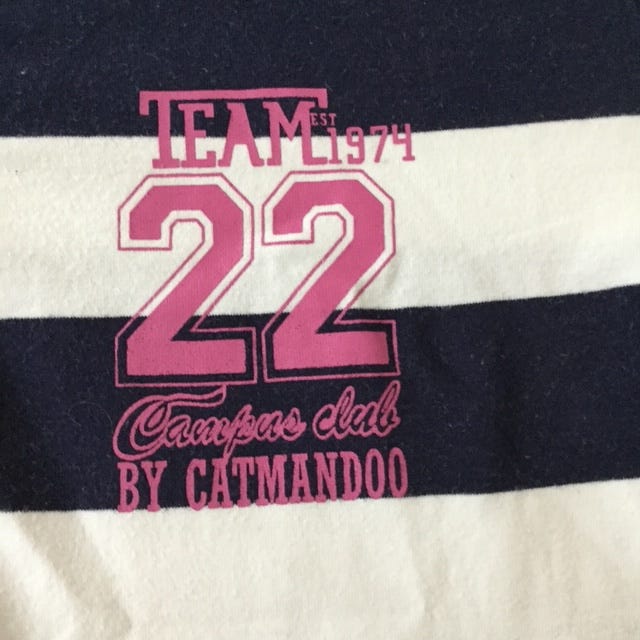 TEAM EST 1974
22
Campus club
BY CATMANDOO